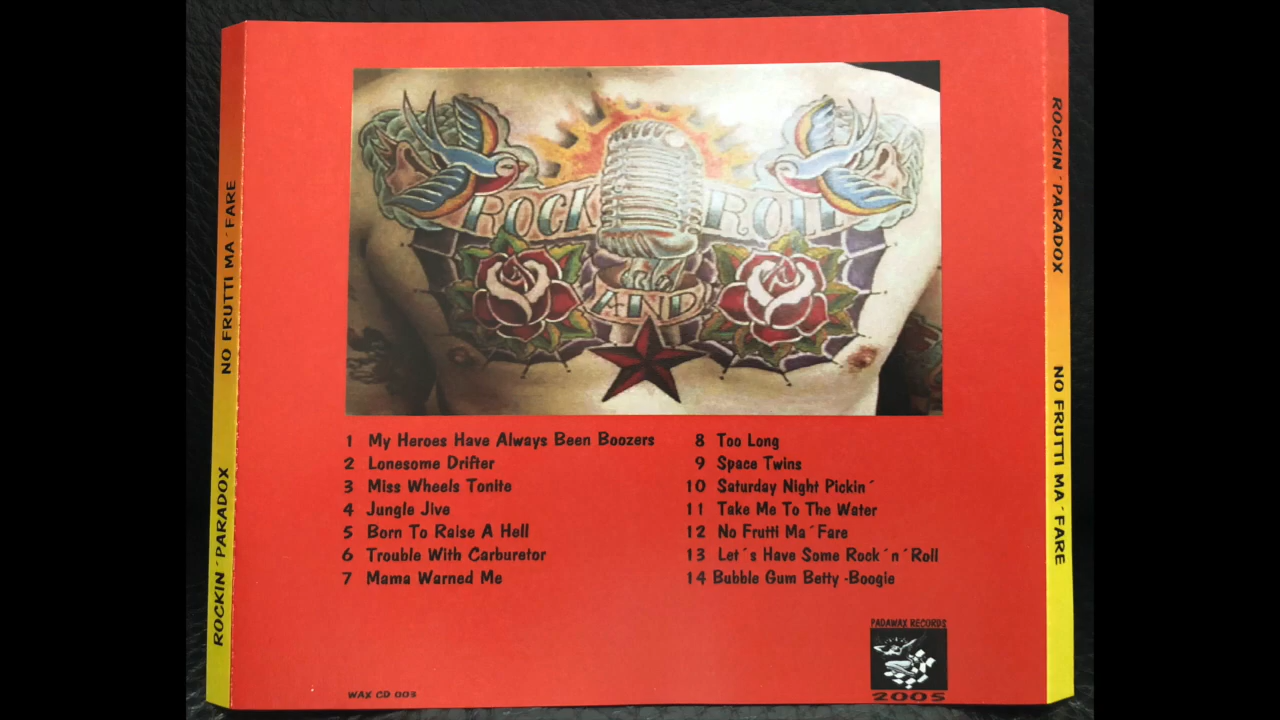 ROCK ROLL
AND
1 My Heroes Have Always Been Boozers
2 Lonesome Drifter
3 Miss Wheels Tonite
4 Jungle Jive
5 Born To Raise A Hell
6 Trouble With Carburetor
7 Mama Warned Me
8 Too Long
9 Space Twins
10 Saturday Night Pickin´
11 Take Me To The Water
12 No Frutti Ma´Fare
13 Let´s Have Some Rock´n´Roll
14 Bubble Gum Betty -Boogie
WAX CD 003
PADAWAX RECORDS
2005
ROCKIN´PARADOX NO FRUTTI MA´FARE
ROCKIN´PARADOX NO FRUTTI MA´FARE